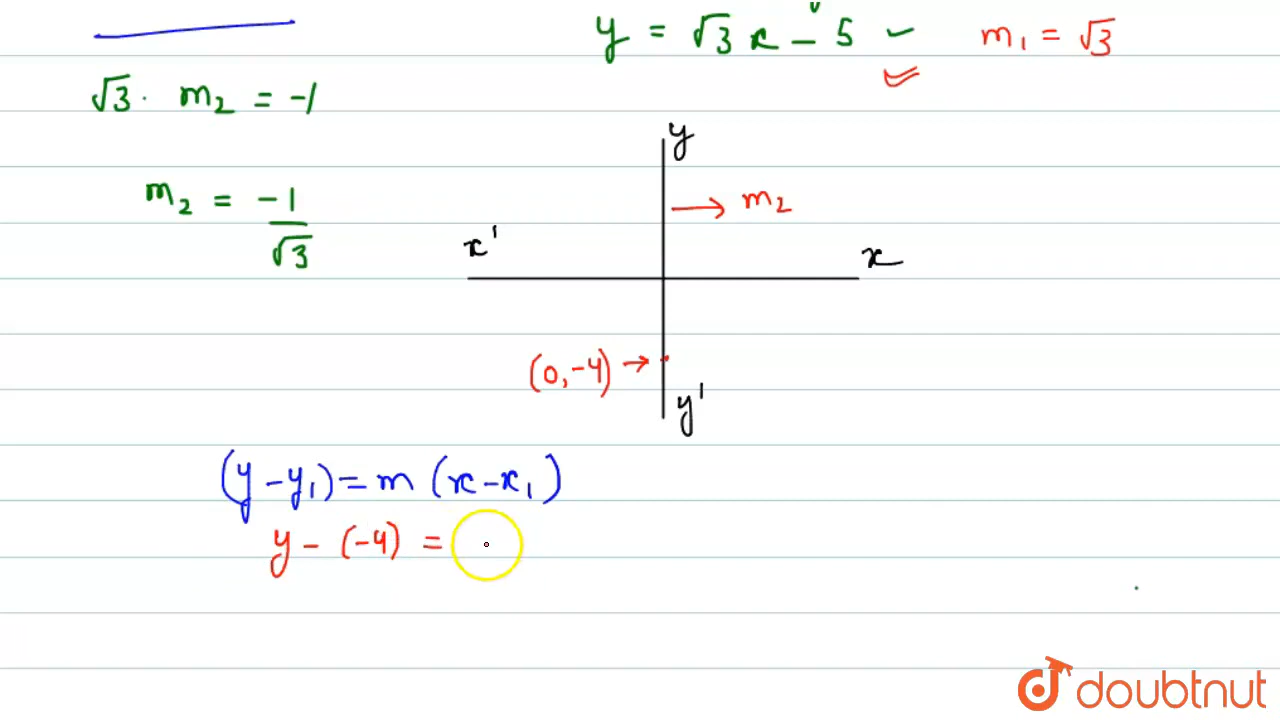 y = √3 x - 5
m₁ = √3
√3 · m₂ = -1
m₂ = -1/√3
y
→ m₂
x'
x
(0, -4) →
y'
(y - y₁) = m (x - x₁)
y - (-4) =
doubtnut